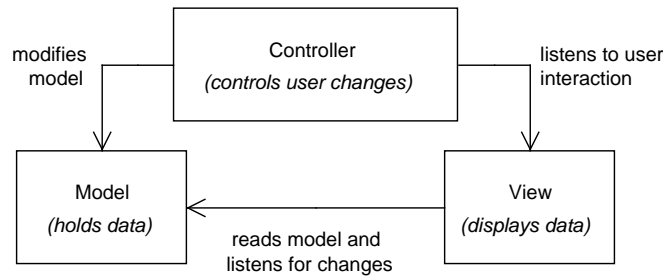 modifies
model
Controller
(controls user changes)
listens to user
interaction
Model
(holds data)
View
(displays data)
reads model and
listens for changes